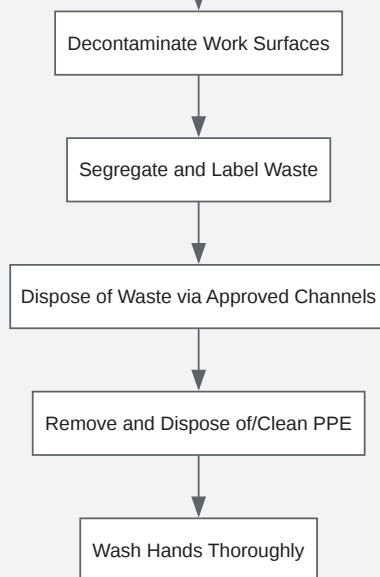 Decontaminate Work Surfaces
Segregate and Label Waste
Dispose of Waste via Approved Channels
Remove and Dispose of/Clean PPE
Wash Hands Thoroughly